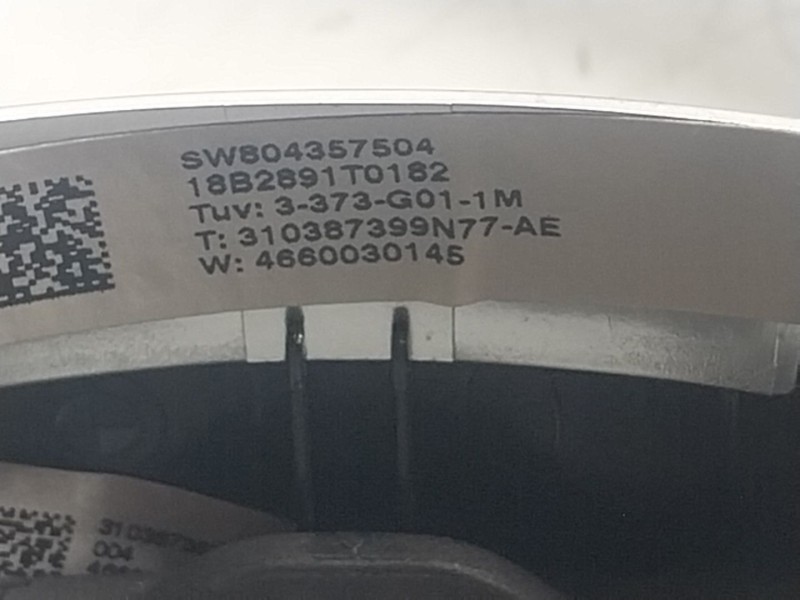 SW804357504
18B2891T0182
Tuv: 3-373-G01-1M
T: 310387399N77-AE
W: 4660030145
004